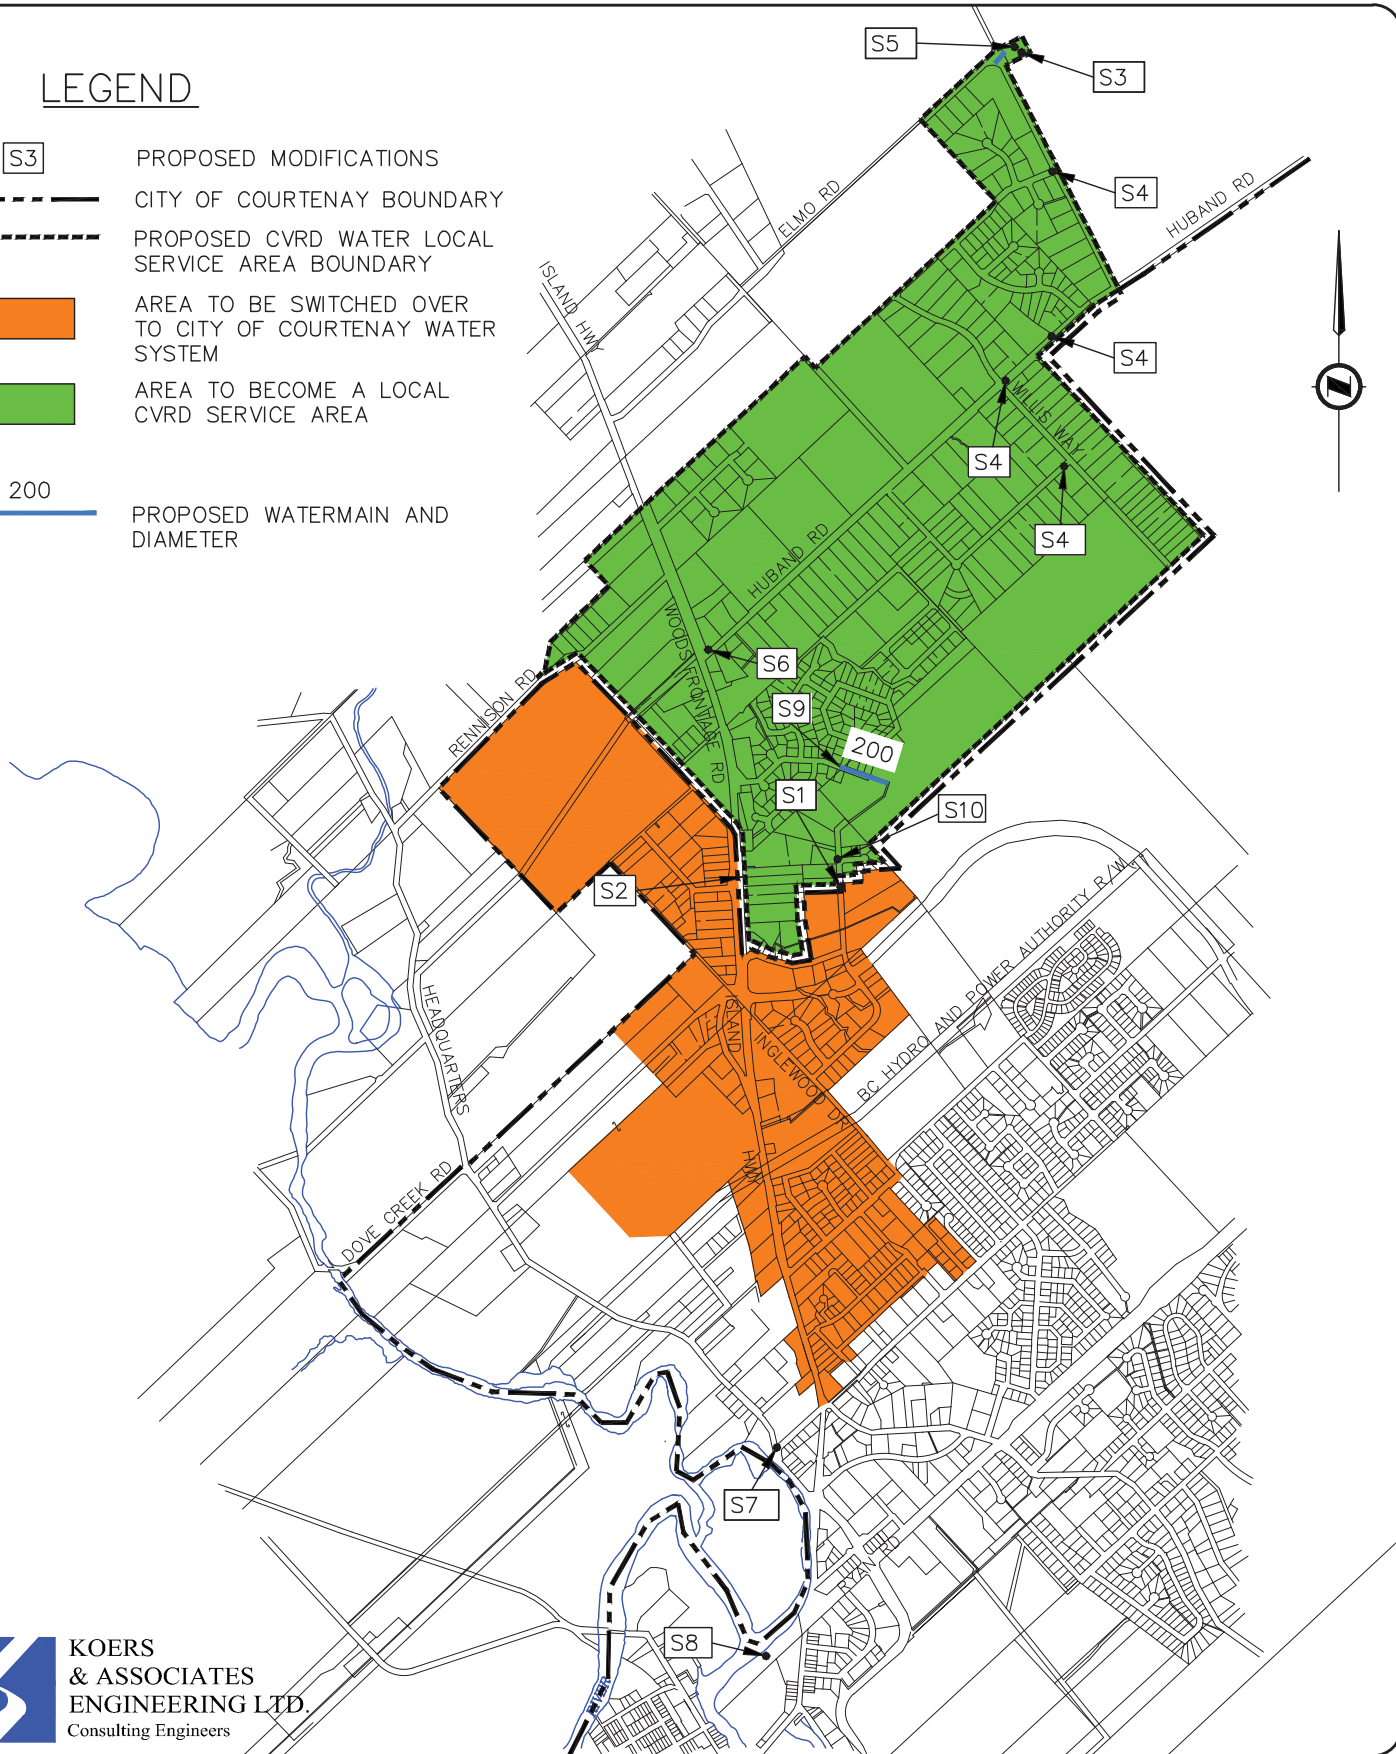 LEGEND
S3
PROPOSED MODIFICATIONS
CITY OF COURTENAY BOUNDARY
PROPOSED CVRD WATER LOCAL
SERVICE AREA BOUNDARY
AREA TO BE SWITCHED OVER
TO CITY OF COURTENAY WATER
SYSTEM
AREA TO BECOME A LOCAL
CVRD SERVICE AREA
200
PROPOSED WATERMAIN AND
DIAMETER
S5
S3
S4
HUBAND RD
ELMO RD
ISLAND HWY
S4
WILLIS WAY
S4
S4
HUBAND RD
WOODS FRONTAGE RD
S6
RENNISON RD
S9
200
S1
S10
S2
BC HYDRO AND POWER AUTHORITY R/W
HEADQUARTERS
ISLAND
INGLEWOOD DR
HWY
DOVE CREEK RD
S7
RYAN RD
S8
RIVER
KOERS
& ASSOCIATES
ENGINEERING LTD.
Consulting Engineers